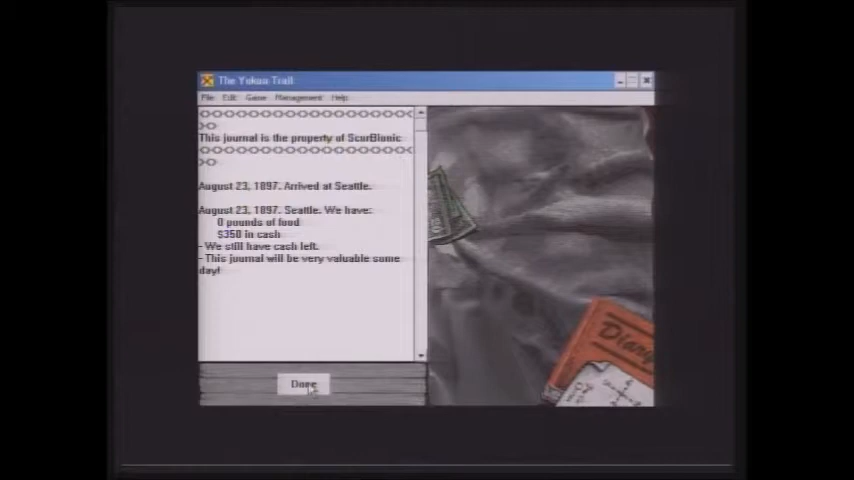 The Yukon Trail
File Edit Game Management Help
This journal is the property of ScurBionic
August 23, 1897. Arrived at Seattle.
August 23, 1897. Seattle. We have:
0 pounds of food
$350 in cash
- We still have cash left.
- This journal will be very valuable some
day!
Done
Diary